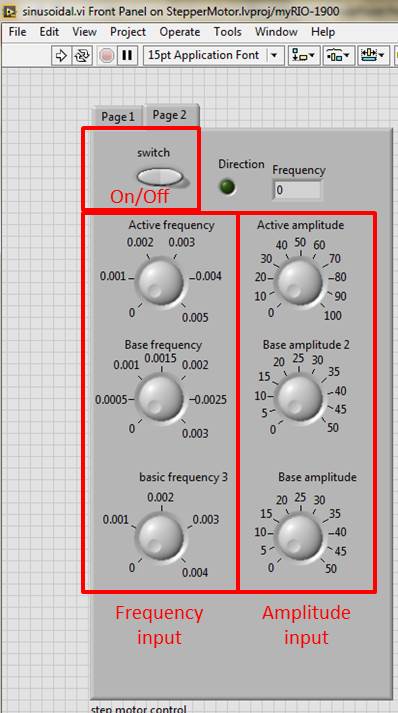 sinusoidal.vi Front Panel on StepperMotor.lvproj/myRIO-1900
File Edit View Project Operate Tools Window Help
15pt Application Font
Page 1 Page 2
switch
On/Off
Direction
Frequency
0
Active frequency
0 0.001 0.002 0.003 0.004 0.005
Active amplitude
0 10 20 30 40 50 60 70 80 90 100
Base frequency
0 0.0005 0.001 0.0015 0.002 0.0025 0.003
Base amplitude 2
0 5 10 15 20 25 30 35 40 45 50
basic frequency 3
0 0.001 0.002 0.003 0.004
Base amplitude
0 5 10 15 20 25 30 35 40 45 50
Frequency
input
Amplitude
input
step motor control